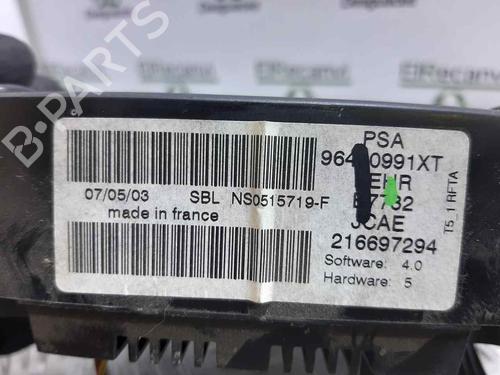 ElRecanvi
PSA
0991XT
07/05/03 SBL NS0515719-F
made in france
JCAE
216697294
Software: 4.0
Hardware: 5
T5_1 RFTA
B-PARTS